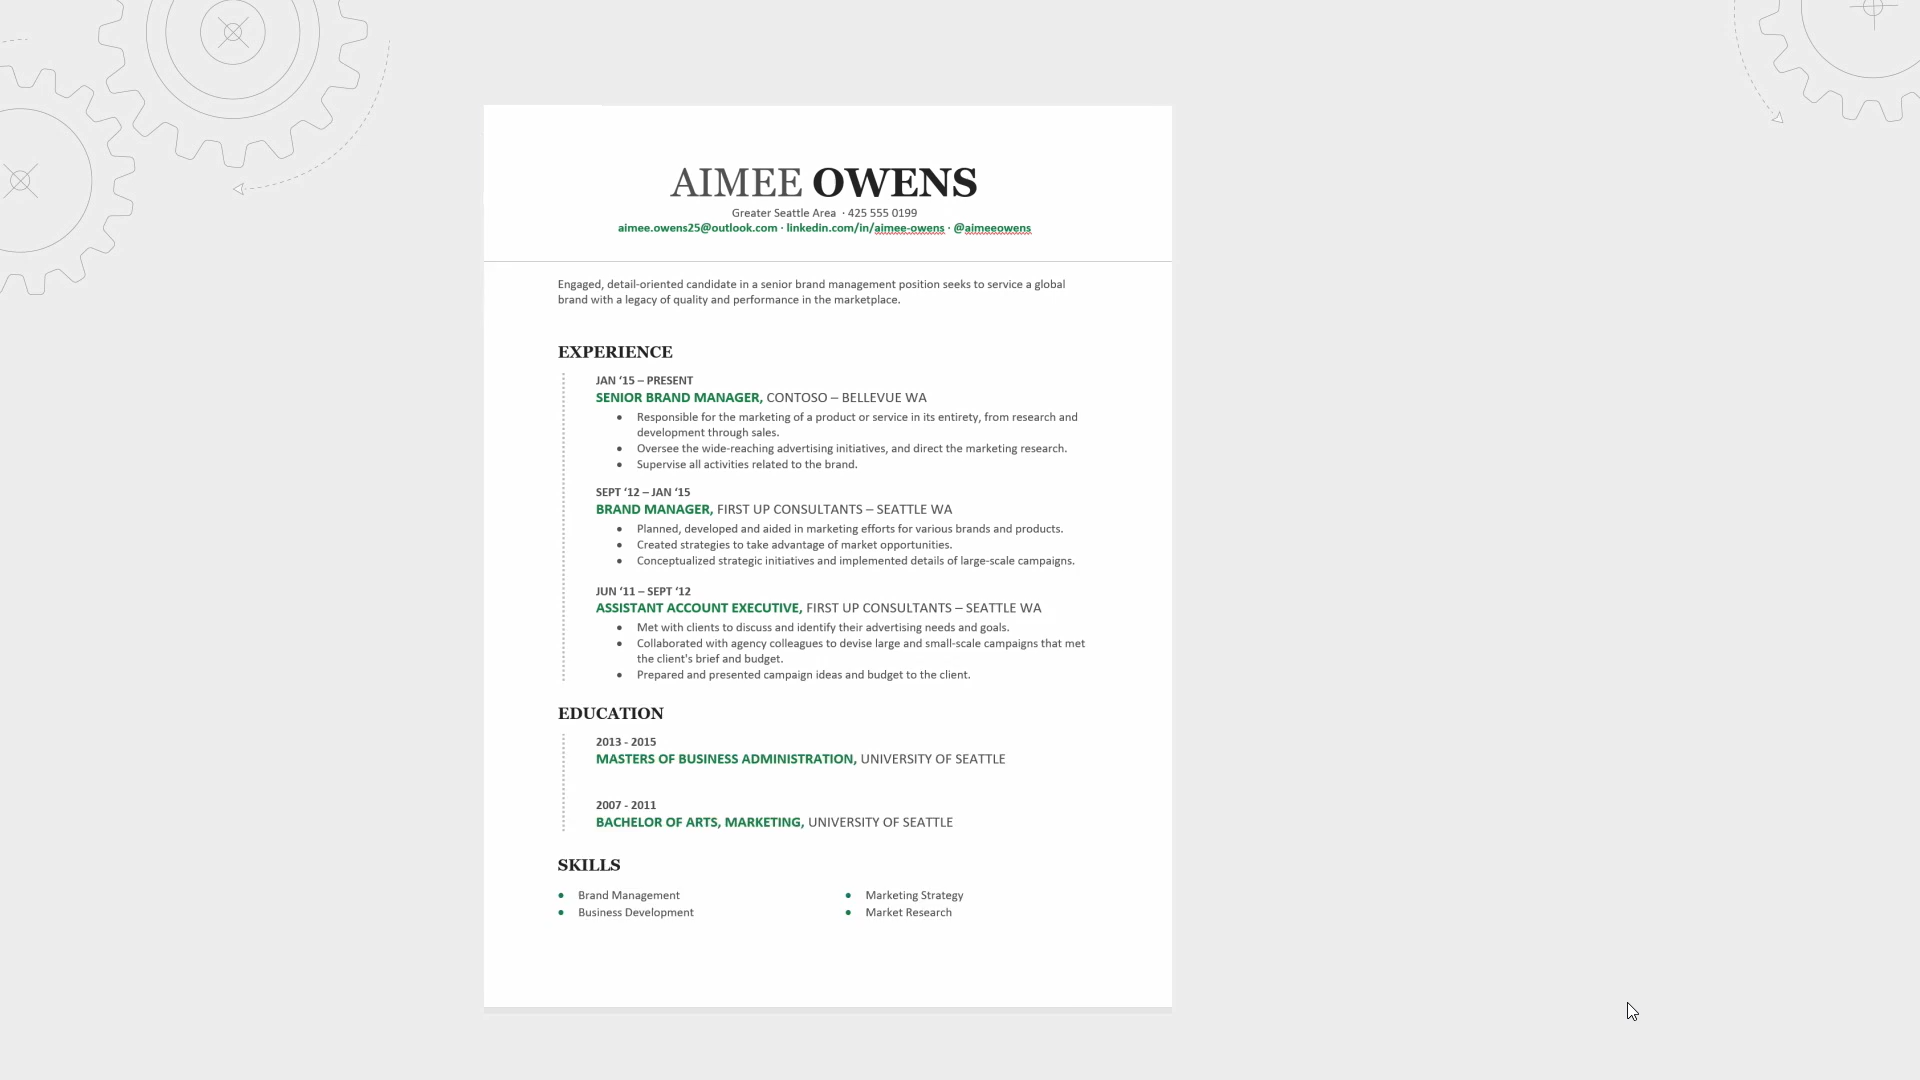 AIMEE OWENS
Greater Seattle Area · 425 555 0199
aimee.owens25@outlook.com · linkedin.com/in/aimee-owens · @aimeeowens
Engaged, detail-oriented candidate in a senior brand management position seeks to service a global
brand with a legacy of quality and performance in the marketplace.
EXPERIENCE
JAN ‘15 – PRESENT
SENIOR BRAND MANAGER, CONTOSO – BELLEVUE WA
• Responsible for the marketing of a product or service in its entirety, from research and
development through sales.
• Oversee the wide-reaching advertising initiatives, and direct the marketing research.
• Supervise all activities related to the brand.
SEPT ‘12 – JAN ‘15
BRAND MANAGER, FIRST UP CONSULTANTS – SEATTLE WA
• Planned, developed and aided in marketing efforts for various brands and products.
• Created strategies to take advantage of market opportunities.
• Conceptualized strategic initiatives and implemented details of large-scale campaigns.
JUN ‘11 – SEPT ‘12
ASSISTANT ACCOUNT EXECUTIVE, FIRST UP CONSULTANTS – SEATTLE WA
• Met with clients to discuss and identify their advertising needs and goals.
• Collaborated with agency colleagues to devise large and small-scale campaigns that met
the client's brief and budget.
• Prepared and presented campaign ideas and budget to the client.
EDUCATION
2013 - 2015
MASTERS OF BUSINESS ADMINISTRATION, UNIVERSITY OF SEATTLE
2007 - 2011
BACHELOR OF ARTS, MARKETING, UNIVERSITY OF SEATTLE
SKILLS
• Brand Management
• Business Development
• Marketing Strategy
• Market Research